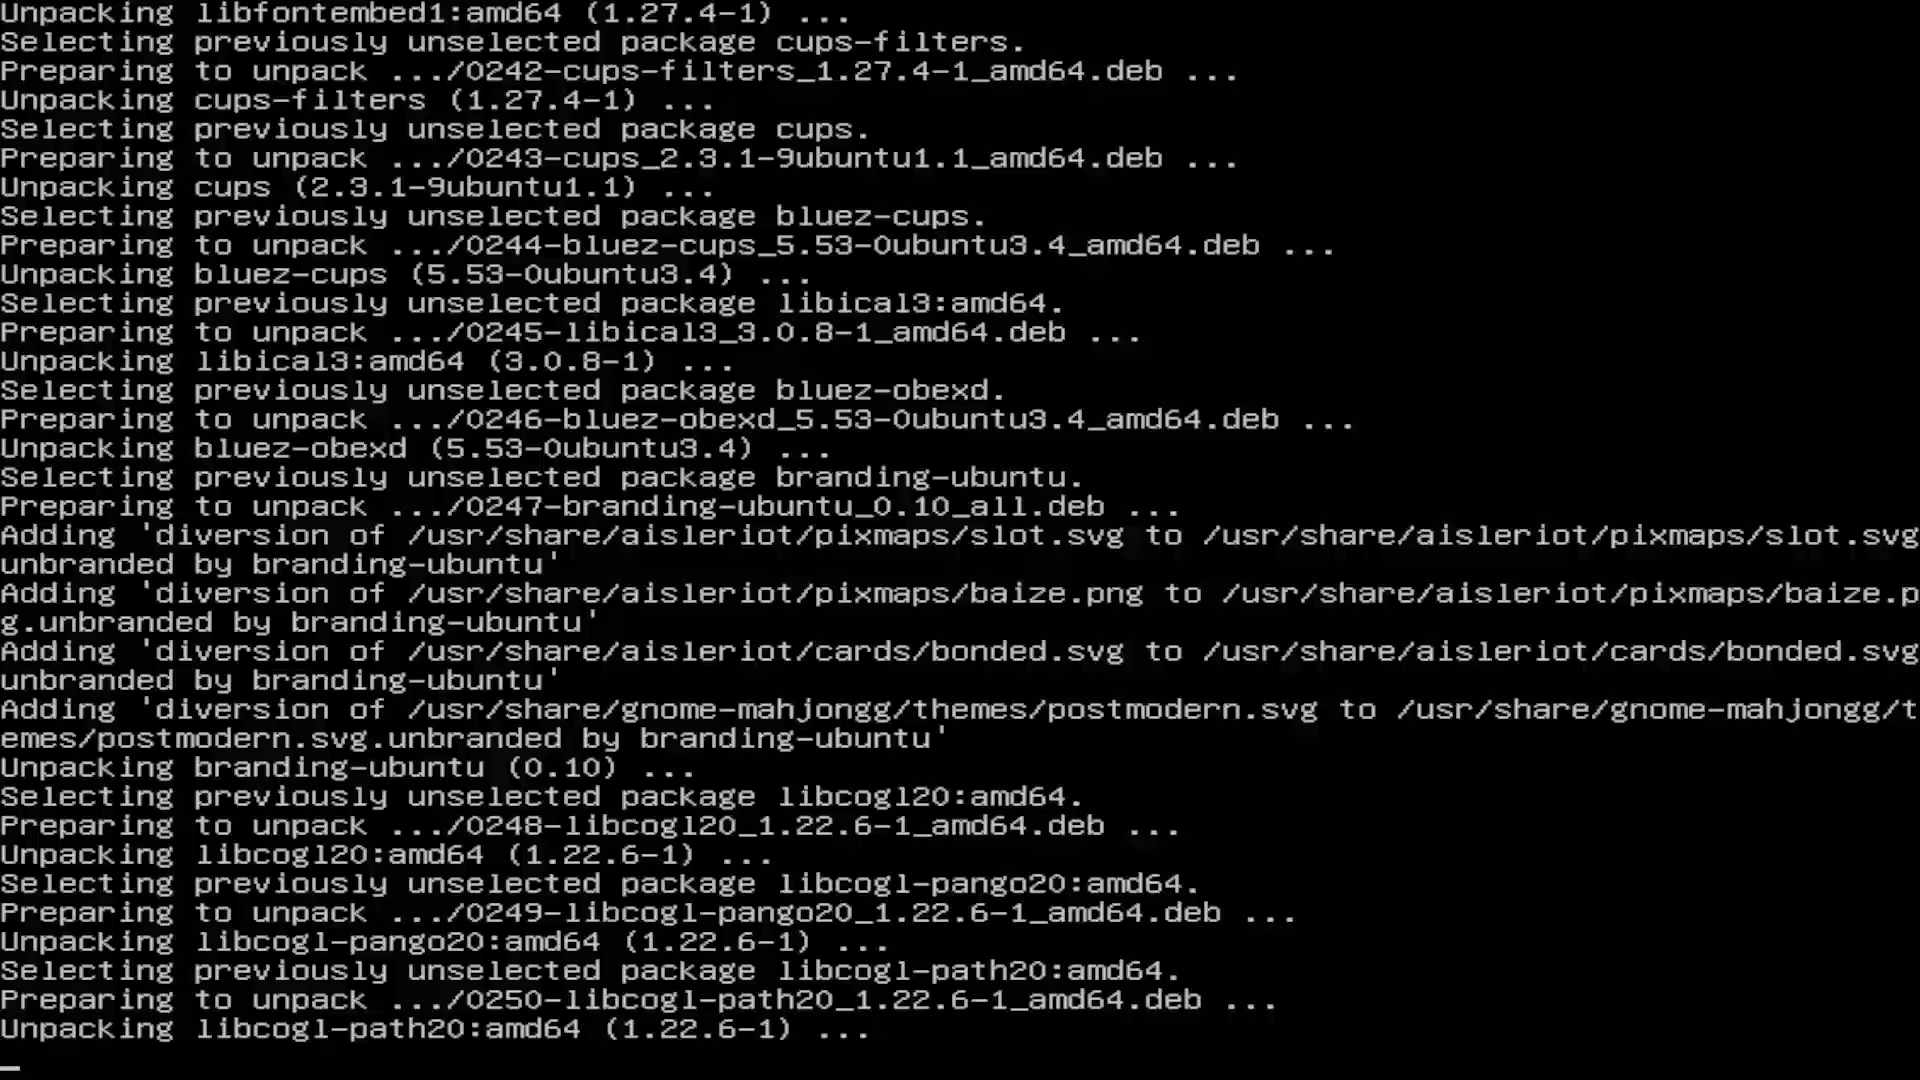 Unpacking libfontembed1:amd64 (1.27.4-1) ...
Selecting previously unselected package cups-filters.
Preparing to unpack .../0242-cups-filters_1.27.4-1_amd64.deb ...
Unpacking cups-filters (1.27.4-1) ...
Selecting previously unselected package cups.
Preparing to unpack .../0243-cups_2.3.1-9ubuntu1.1_amd64.deb ...
Unpacking cups (2.3.1-9ubuntu1.1) ...
Selecting previously unselected package bluez-cups.
Preparing to unpack .../0244-bluez-cups_5.53-0ubuntu3.4_amd64.deb ...
Unpacking bluez-cups (5.53-0ubuntu3.4) ...
Selecting previously unselected package libical3:amd64.
Preparing to unpack .../0245-libical3_3.0.8-1_amd64.deb ...
Unpacking libical3:amd64 (3.0.8-1) ...
Selecting previously unselected package bluez-obexd.
Preparing to unpack .../0246-bluez-obexd_5.53-0ubuntu3.4_amd64.deb ...
Unpacking bluez-obexd (5.53-0ubuntu3.4) ...
Selecting previously unselected package branding-ubuntu.
Preparing to unpack .../0247-branding-ubuntu_0.10_all.deb ...
Adding 'diversion of /usr/share/aisleriot/pixmaps/slot.svg to /usr/share/aisleriot/pixmaps/slot.svg
unbranded by branding-ubuntu'
Adding 'diversion of /usr/share/aisleriot/pixmaps/baize.png to /usr/share/aisleriot/pixmaps/baize.p
g.unbranded by branding-ubuntu'
Adding 'diversion of /usr/share/aisleriot/cards/bonded.svg to /usr/share/aisleriot/cards/bonded.svg
unbranded by branding-ubuntu'
Adding 'diversion of /usr/share/gnome-mahjongg/themes/postmodern.svg to /usr/share/gnome-mahjongg/t
emes/postmodern.svg.unbranded by branding-ubuntu'
Unpacking branding-ubuntu (0.10) ...
Selecting previously unselected package libcogl20:amd64.
Preparing to unpack .../0248-libcogl20_1.22.6-1_amd64.deb ...
Unpacking libcogl20:amd64 (1.22.6-1) ...
Selecting previously unselected package libcogl-pango20:amd64.
Preparing to unpack .../0249-libcogl-pango20_1.22.6-1_amd64.deb ...
Unpacking libcogl-pango20:amd64 (1.22.6-1) ...
Selecting previously unselected package libcogl-path20:amd64.
Preparing to unpack .../0250-libcogl-path20_1.22.6-1_amd64.deb ...
Unpacking libcogl-path20:amd64 (1.22.6-1) ...